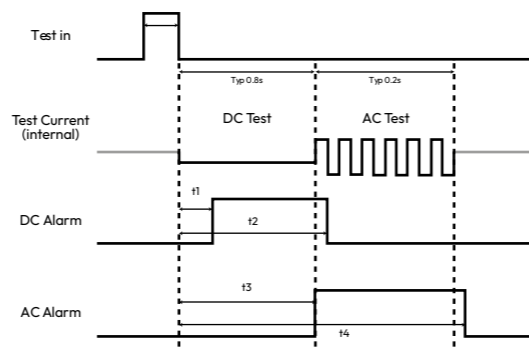 Test in
Typ 0.8s
Typ 0.2s
Test Current
(internal)
DC Test
AC Test
t1
DC Alarm
t2
t3
AC Alarm
t4